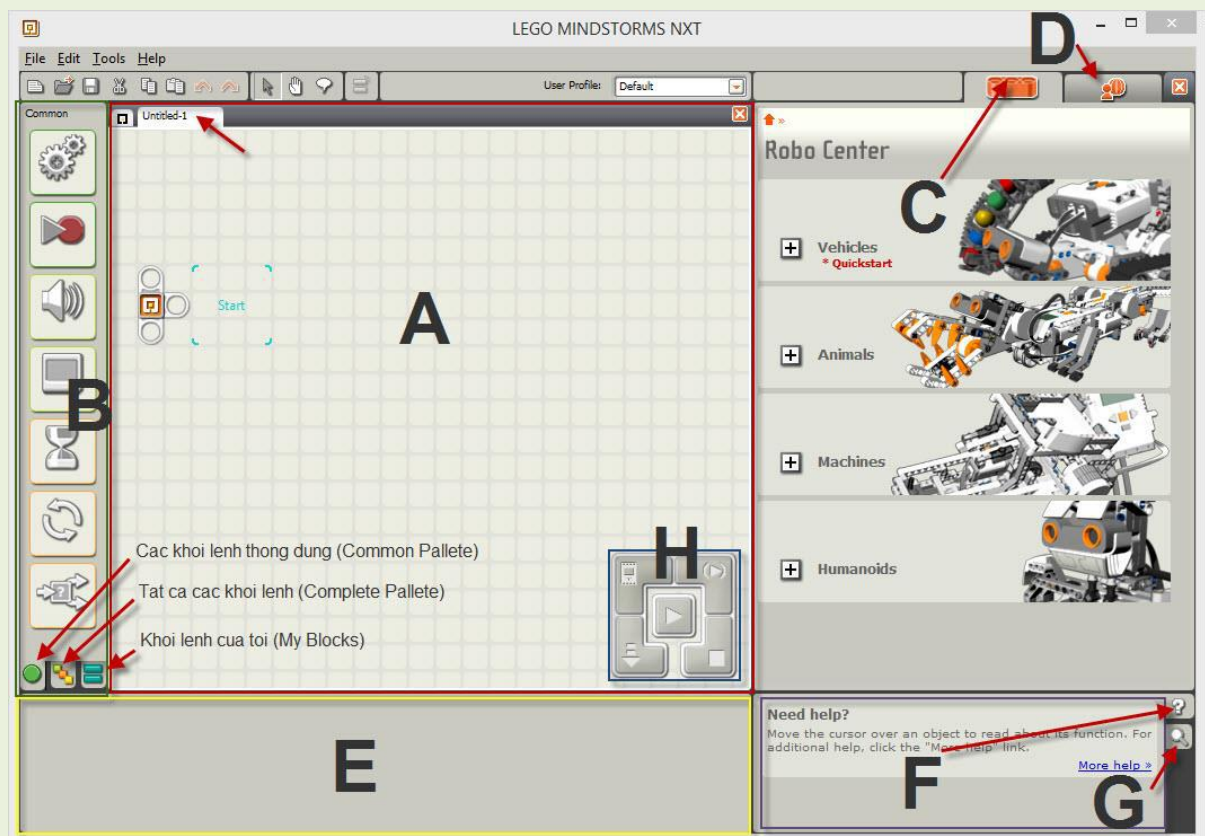 LEGO MINDSTORMS NXT
D
File Edit Tools Help
User Profile: Default
Common
Untitled-1
Robo Center
C
Vehicles
* Quickstart
A
Start
Animals
B
Machines
H
Cac khoi lenh thong dung (Common Pallete)
Tat ca cac khoi lenh (Complete Pallete)
Khoi lenh cua toi (My Blocks)
Humanoids
E
Need help?
Move the cursor over an object to read about its function. For
additional help, click the "More help" link.
More help »
F
G